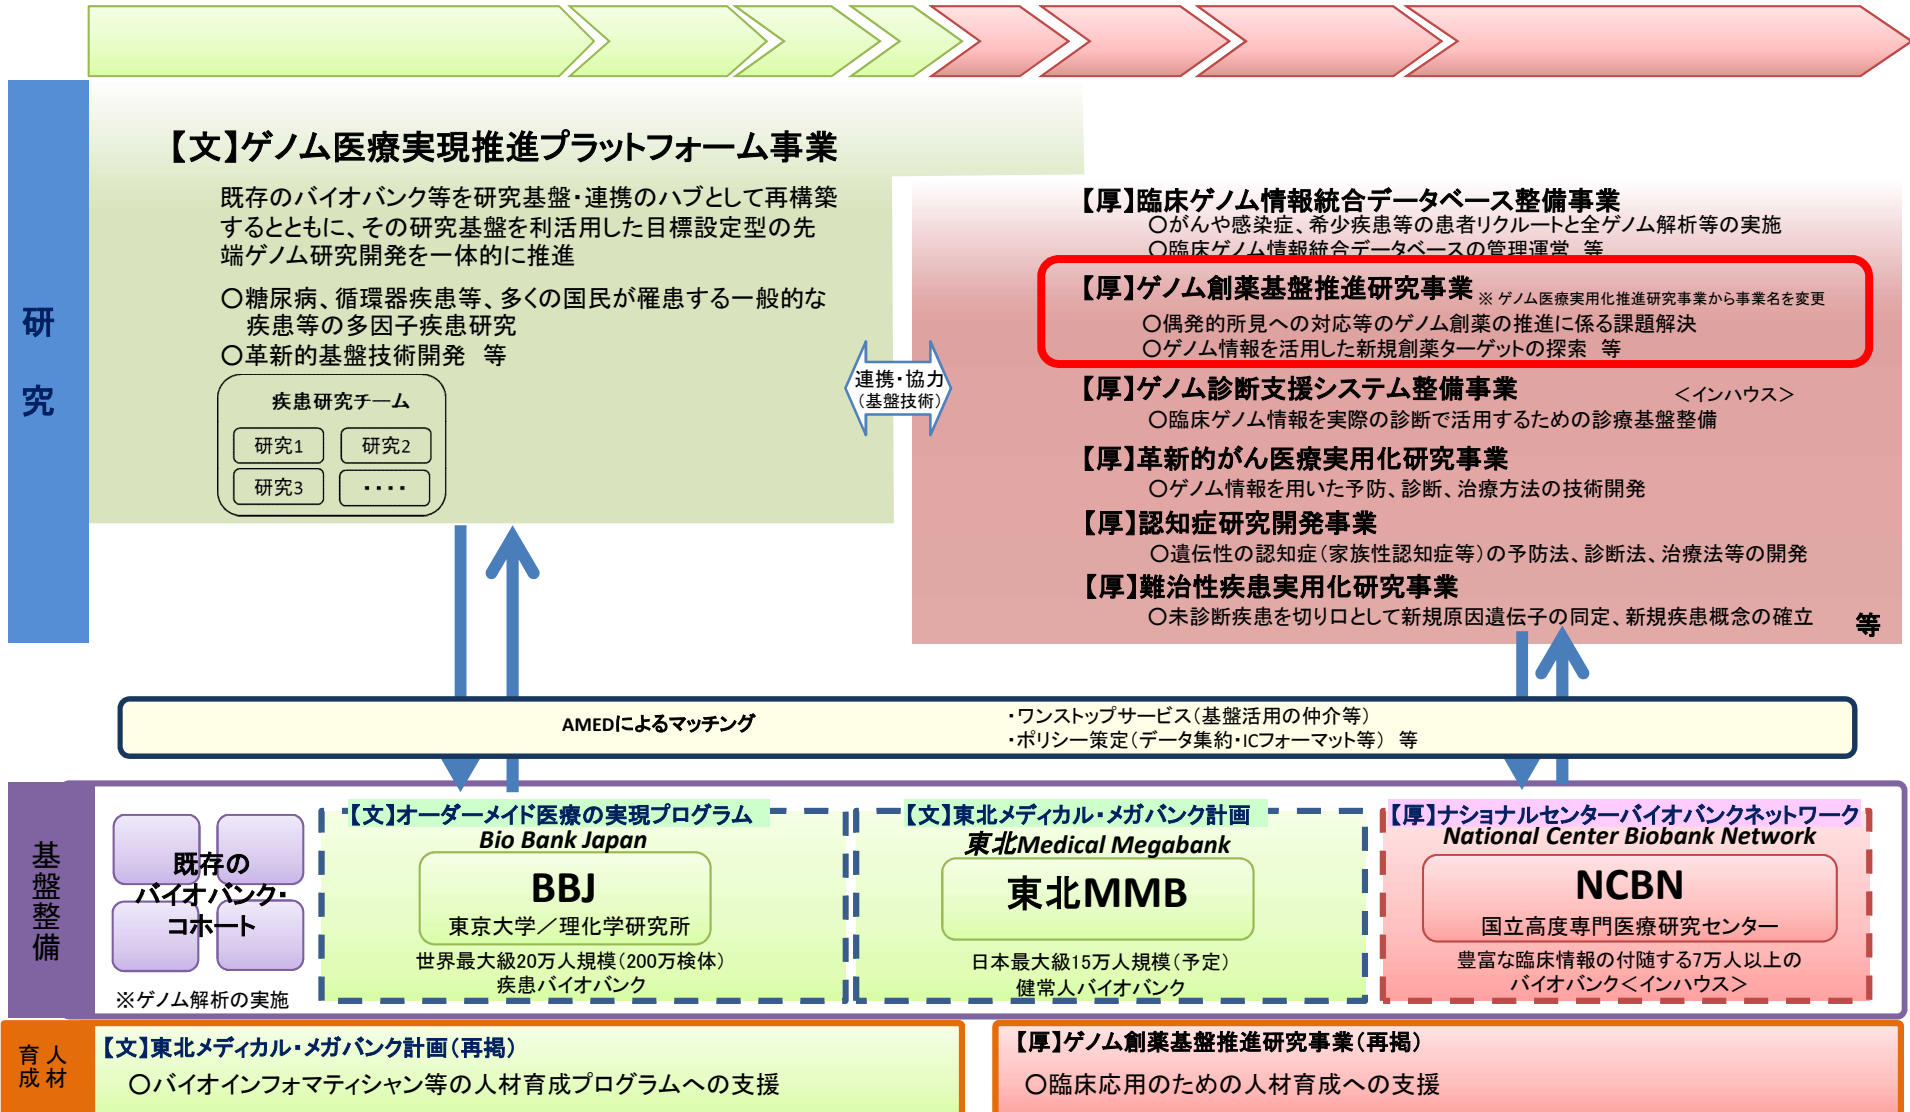 研究
【文】ゲノム医療実現推進プラットフォーム事業
既存のバイオバンク等を研究基盤・連携のハブとして再構築
するとともに、その研究基盤を利活用した目標設定型の先
端ゲノム研究開発を一体的に推進
○糖尿病、循環器疾患等、多くの国民が罹患する一般的な
疾患等の多因子疾患研究
○革新的基盤技術開発 等
疾患研究チーム
研究1
研究2
研究3
・・・・
連携・協力
（基盤技術）
【厚】臨床ゲノム情報統合データベース整備事業
○がんや感染症、希少疾患等の患者リクルートと全ゲノム解析等の実施
○臨床ゲノム情報統合データベースの管理運営 等
【厚】ゲノム創薬基盤推進研究事業 ※ ゲノム医療実用化推進研究事業から事業名を変更
○偶発的所見への対応等のゲノム創薬の推進に係る課題解決
○ゲノム情報を活用した新規創薬ターゲットの探索 等
【厚】ゲノム診断支援システム整備事業 ＜インハウス＞
○臨床ゲノム情報を実際の診断で活用するための診療基盤整備
【厚】革新的がん医療実用化研究事業
○ゲノム情報を用いた予防、診断、治療方法の技術開発
【厚】認知症研究開発事業
○遺伝性の認知症（家族性認知症等）の予防法、診断法、治療法等の開発
【厚】難治性疾患実用化研究事業
○未診断疾患を切り口として新規原因遺伝子の同定、新規疾患概念の確立
等
AMEDによるマッチング
・ワンストップサービス（基盤活用の仲介等）
・ポリシー策定（データ集約・ICフォーマット等） 等
基盤整備
既存の
バイオバンク・
コホート
※ゲノム解析の実施
【文】オーダーメイド医療の実現プログラム
Bio Bank Japan
BBJ
東京大学／理化学研究所
世界最大級20万人規模（200万検体）
疾患バイオバンク
【文】東北メディカル・メガバンク計画
東北Medical Megabank
東北MMB
日本最大級15万人規模（予定）
健常人バイオバンク
【厚】ナショナルセンターバイオバンクネットワーク
National Center Biobank Network
NCBN
国立高度専門医療研究センター
豊富な臨床情報の付随する7万人以上の
バイオバンク＜インハウス＞
人材育成
【文】東北メディカル・メガバンク計画（再掲）
○バイオインフォマティシャン等の人材育成プログラムへの支援
【厚】ゲノム創薬基盤推進研究事業（再掲）
○臨床応用のための人材育成への支援